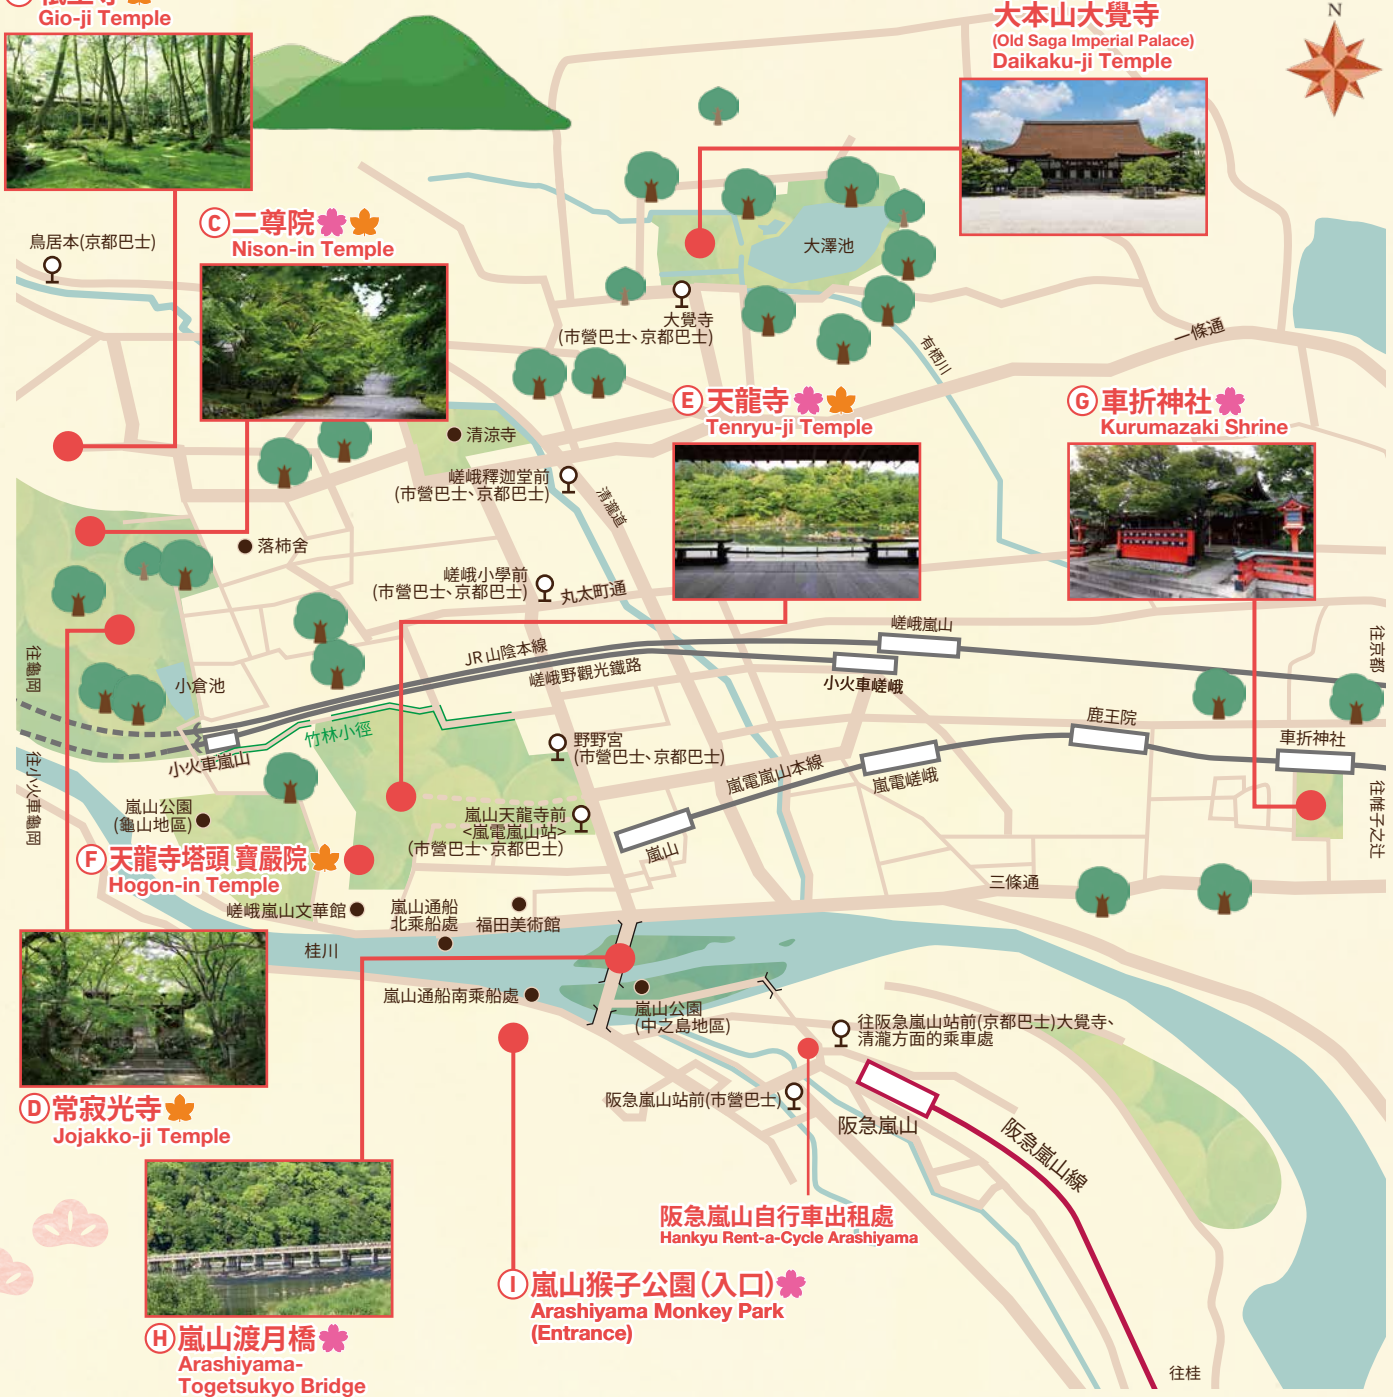 Gio-ji Temple
大本山大覺寺
(Old Saga Imperial Palace)
Daikaku-ji Temple
N
C 二尊院
Nison-in Temple
鳥居本(京都巴士)
大澤池
大覺寺
(市營巴士、京都巴士)
有栖川
一條通
E 天龍寺
Tenryu-ji Temple
G 車折神社
Kurumazaki Shrine
清涼寺
嵯峨釋迦堂前
(市營巴士、京都巴士)
清瀧道
落柿舍
嵯峨小學前
(市營巴士、京都巴士)
丸太町通
JR山陰本線
嵯峨野觀光鐵路
嵯峨嵐山
小火車嵯峨
往京都
往龜岡
小倉池
竹林小徑
小火車嵐山
往小火車龜岡
野野宮
(市營巴士、京都巴士)
鹿王院
車折神社
嵐電嵐山本線
嵐電嵯峨
往帷子之辻
嵐山公園
(龜山地區)
嵐山天龍寺前
<嵐電嵐山站>
(市營巴士、京都巴士)
嵐山
F 天龍寺塔頭 寶嚴院
Hogon-in Temple
三條通
嵯峨嵐山文華館
嵐山通船
北乘船處
福田美術館
桂川
嵐山通船南乘船處
嵐山公園
(中之島地區)
往阪急嵐山站前(京都巴士)大覺寺、
清瀧方面的乘車處
阪急嵐山站前(市營巴士)
阪急嵐山
阪急嵐山線
D 常寂光寺
Jojakko-ji Temple
阪急嵐山自行車出租處
Hankyu Rent-a-Cycle Arashiyama
I 嵐山猴子公園(入口)
Arashiyama Monkey Park
(Entrance)
H 嵐山渡月橋
Arashiyama-
Togetsukyo Bridge
往桂